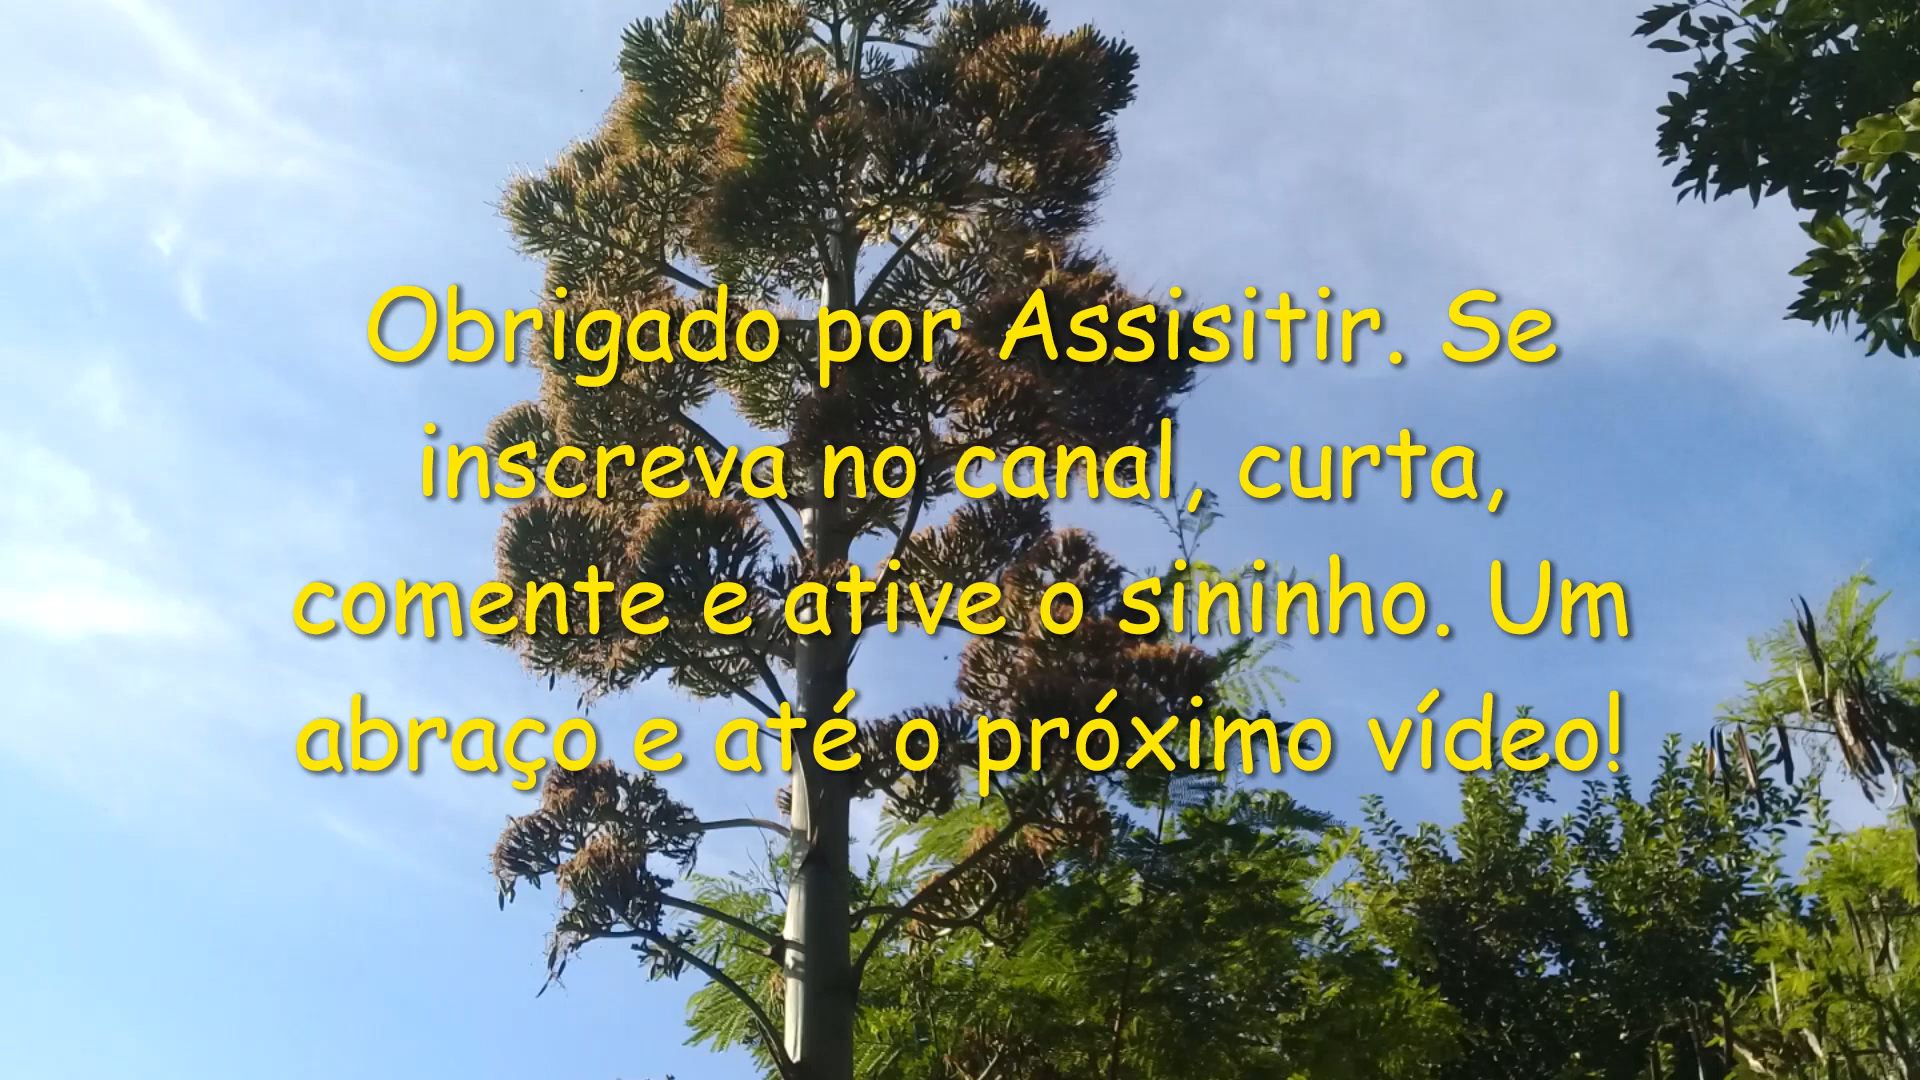 Obrigado por Assisitir. Se
inscreva no canal, curta,
comente e ative o sininho. Um
abraço e até o próximo vídeo!